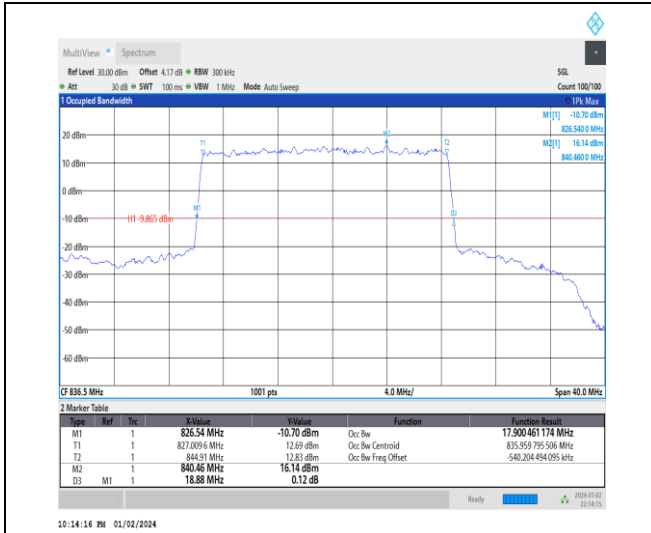 MultiView Spectrum
Ref Level 30.00 dBm Offset 4.17 dB RBW 300 kHz SGL
Att 30 dB SWT 100 ms VBW 1 MHz Mode Auto Sweep Count 100/100
1 Occupied Bandwidth 1Pk Max
M1[1] -10.70 dBm
826.540 0 MHz
M2[1] 16.14 dBm
840.460 0 MHz
20 dBm
T1 M2 T2
10 dBm
0 dBm
M1 D3
-10 dBm H1 -9.865 dBm
-20 dBm
-30 dBm
-40 dBm
-50 dBm
-60 dBm
CF 836.5 MHz 1001 pts 4.0 MHz/ Span 40.0 MHz
2 Marker Table
Type Ref Trc X-Value Y-Value Function Function Result
M1 1 826.54 MHz -10.70 dBm Occ Bw 17.900 461 174 MHz
T1 1 827.009 6 MHz 12.69 dBm Occ Bw Centroid 835.959 795 506 MHz
T2 1 844.91 MHz 12.83 dBm Occ Bw Freq Offset -540.204 494 095 kHz
M2 1 840.46 MHz 16.14 dBm
D3 M1 1 18.88 MHz 0.12 dB
Ready 2024-01-02
22:14:15
10:14:16 PM 01/02/2024